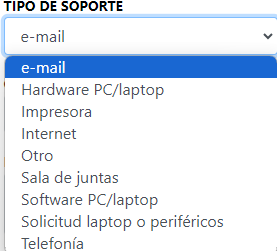 TIPO DE SOPORTE
e-mail
e-mail
Hardware PC/laptop
Impresora
Internet
Otro
Sala de juntas
Software PC/laptop
Solicitud laptop o periféricos
Telefonía